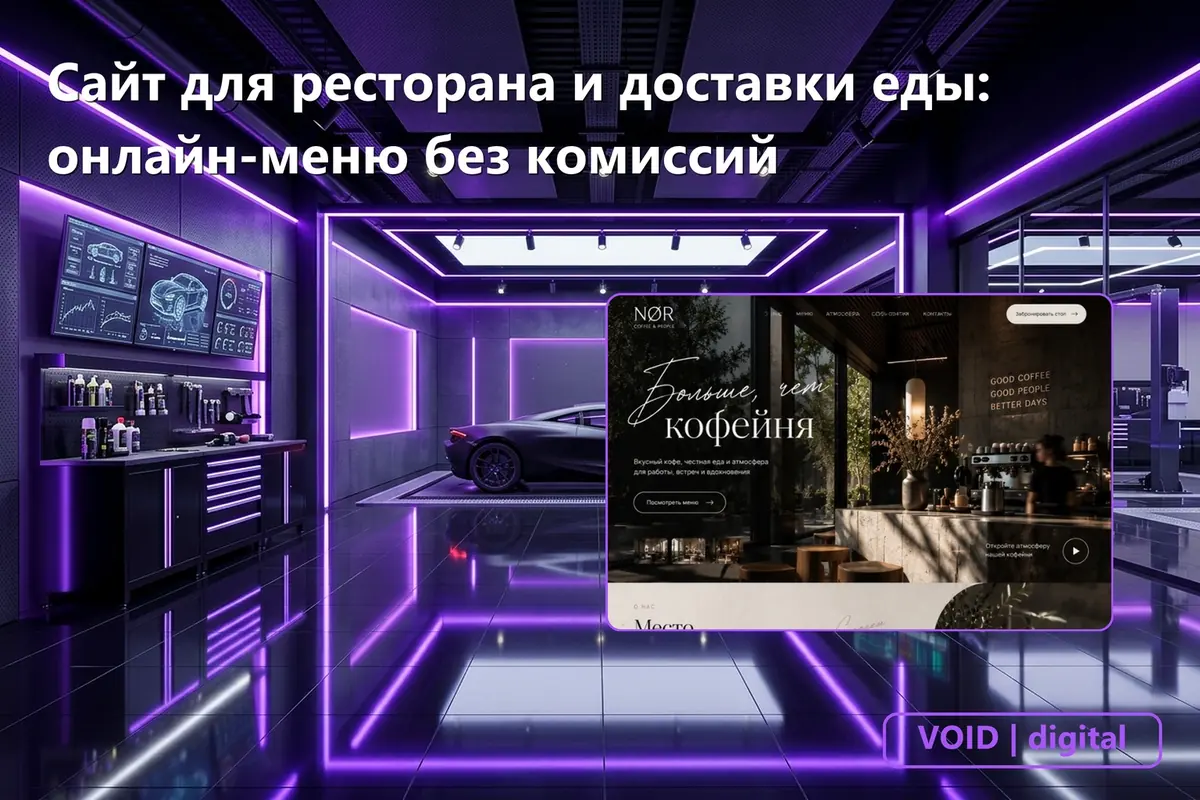 Сайт для ресторана и доставки еды:
онлайн-меню без комиссий
NØR
COFFEE & PEOPLE
МЕНЮ
АТМОСФЕРА
КОНТАКТЫ
Забронировать стол →
Больше, чем
кофейня
GOOD COFFEE
GOOD PEOPLE
BETTER DAYS
Вкусный кофе, честная еда и атмосфера
для работы, встреч и вдохновения
Посмотреть меню →
Откройте атмосферу
нашей кофейни
О НАС
Место
VOID | digital